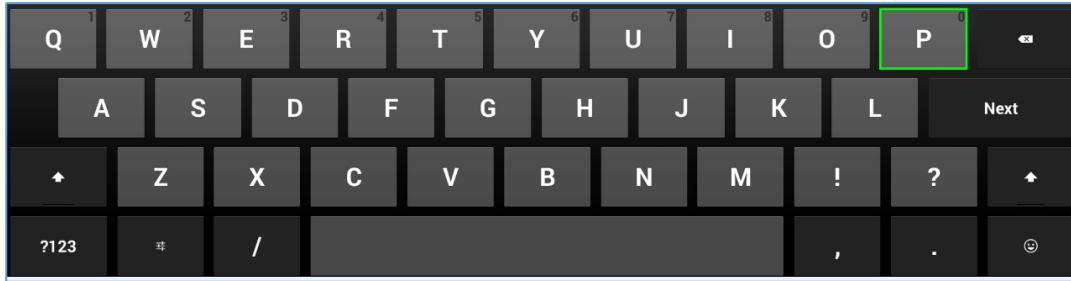 Q 1 W 2 E 3 R 4 T 5 Y 6 U 7 I 8 O 9 P 0
A S D F G H J K L Next
Z X C V B N M ! ?
?123 / , .